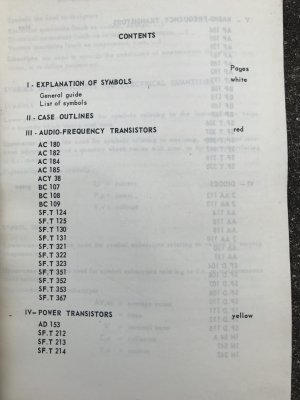 CONTENTS
Pages
I - EXPLANATION OF SYMBOLS white
General guide
List of symbols
II - CASE OUTLINES
III - AUDIO-FREQUENCY TRANSISTORS red
AC 180
AC 182
AC 184
AC 185
ACY 38
BC 107
BC 108
BC 109
SF.T 124
SF.T 125
SF.T 130
SF.T 131
SF.T 321
SF.T 322
SF.T 323
SF.T 351
SF.T 352
SF.T 353
SF.T 367
IV- POWER TRANSISTORS yellow
AD 153
SF.T 212
SF.T 213
SF.T 214